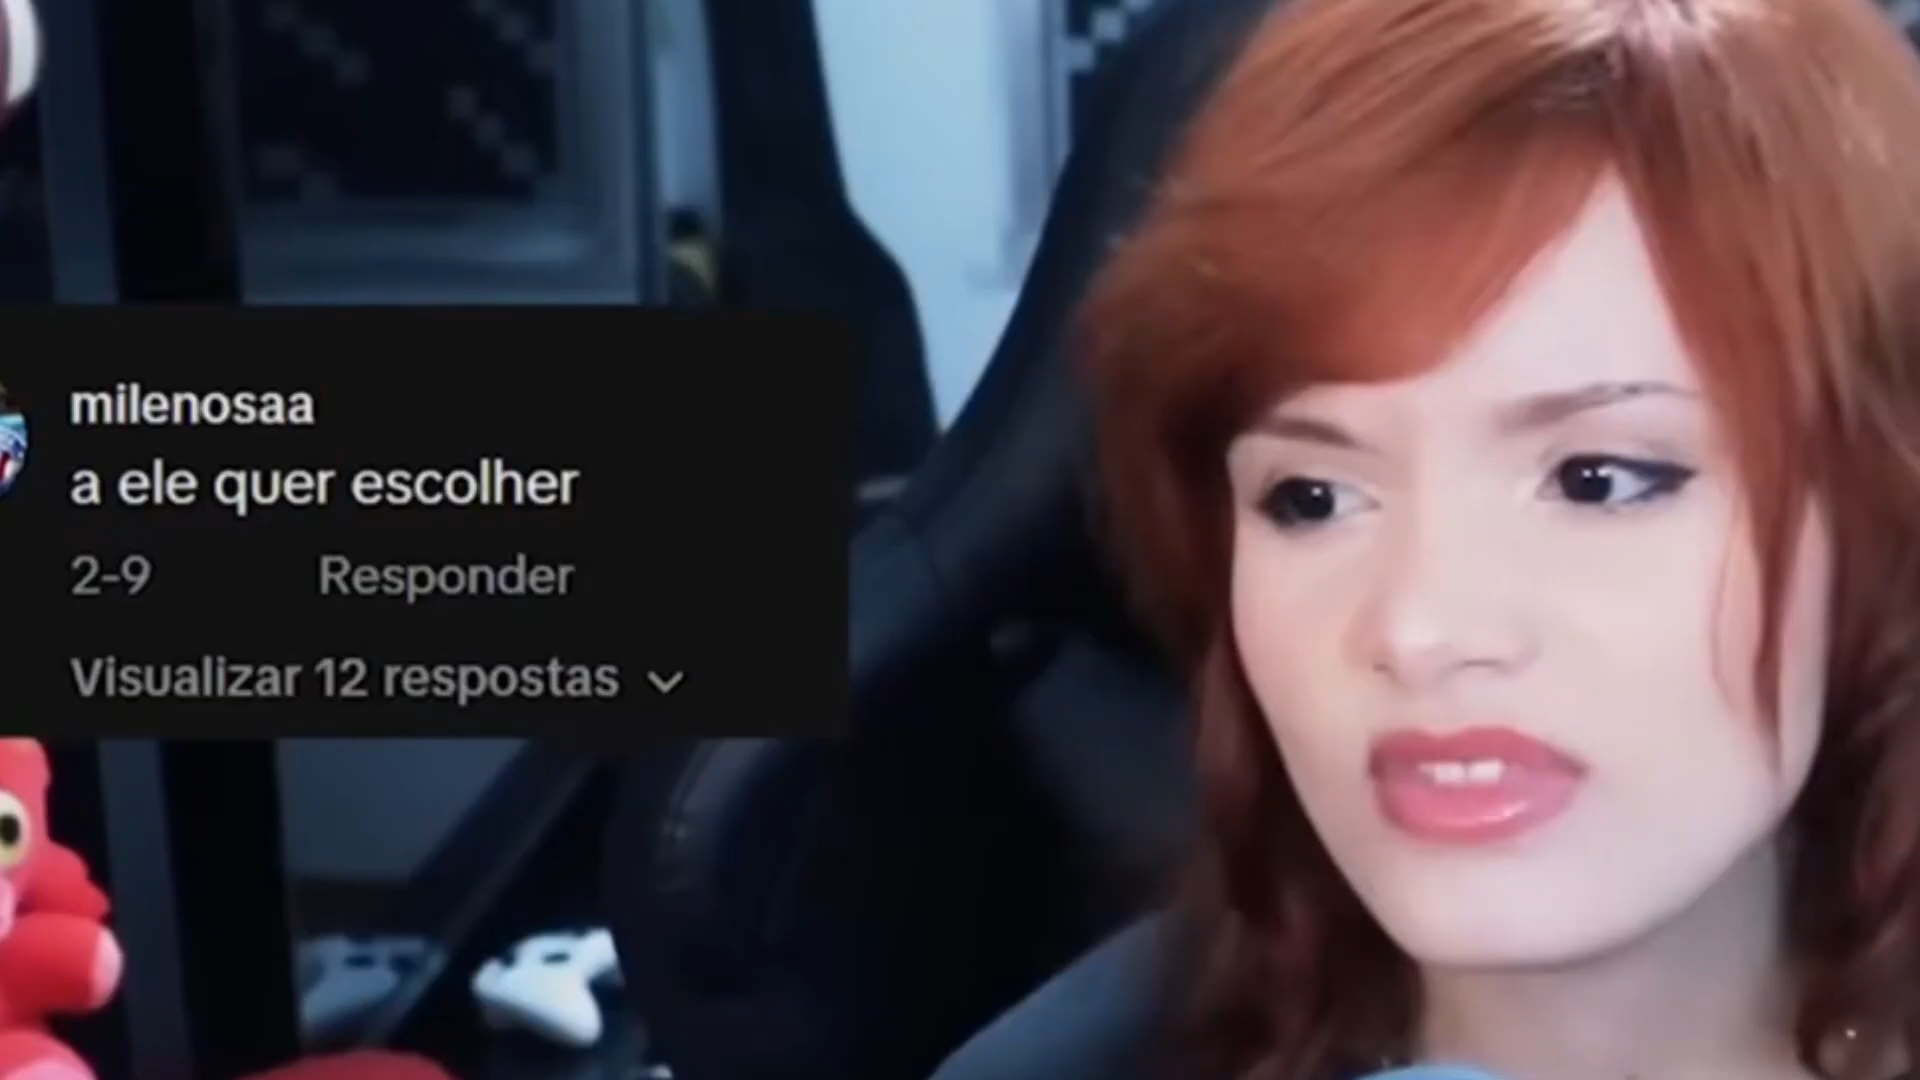 milenosaa
a ele quer escolher
2-9 Responder
Visualizar 12 respostas